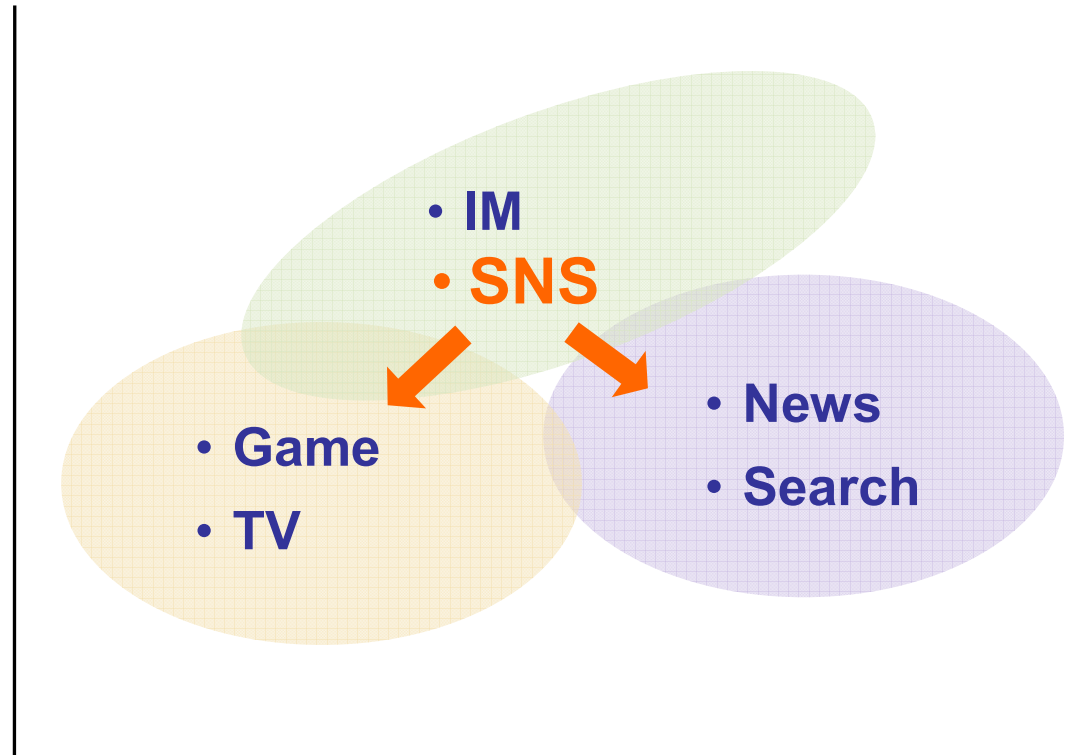 • IM
• SNS
• Game
• TV
• News
• Search